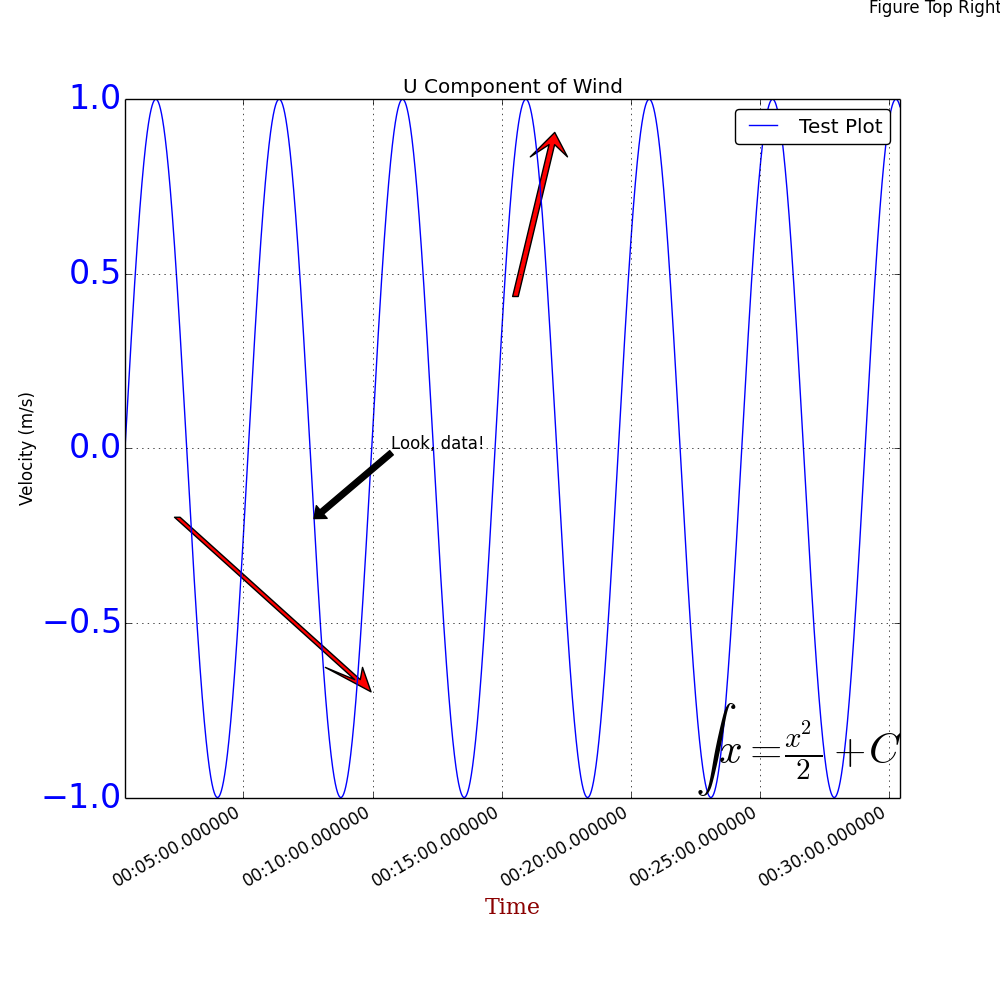 Figure Top Right
U Component of Wind
1.0
Test Plot
0.5
Velocity (m/s)
0.0
Look, data!
−0.5
∫x = x²/2 + C
−1.0
00:05:00.000000
00:10:00.000000
00:15:00.000000
00:20:00.000000
00:25:00.000000
00:30:00.000000
Time